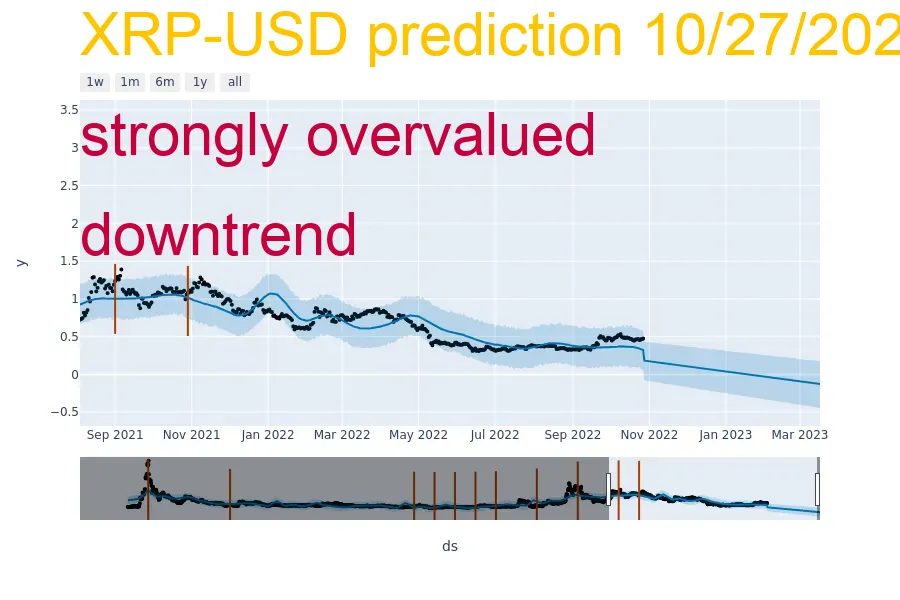 XRP-USD prediction 10/27/202
1w 1m 6m 1y all
3.5
strongly overvalued
3
2.5
downtrend
2
1.5
y
1
0.5
0
−0.5
Sep 2021 Nov 2021 Jan 2022 Mar 2022 May 2022 Jul 2022 Sep 2022 Nov 2022 Jan 2023 Mar 2023
ds